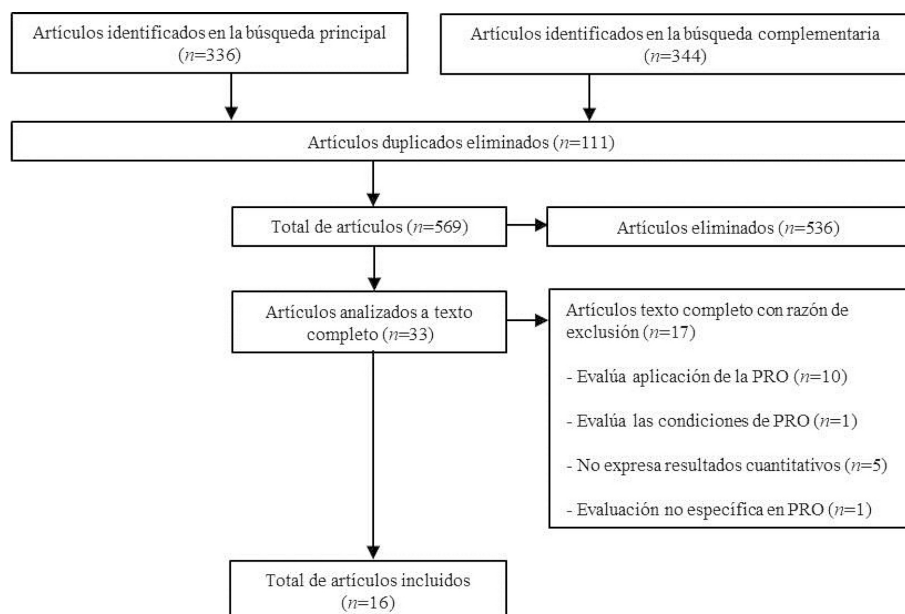 Artículos identificados en la búsqueda principal
(n=336)
Artículos identificados en la búsqueda complementaria
(n=344)
Artículos duplicados eliminados (n=111)
Total de artículos (n=569)
Artículos eliminados (n=536)
Artículos analizados a texto
completo (n=33)
Artículos texto completo con razón de
exclusión (n=17)
- Evalúa aplicación de la PRO (n=10)
- Evalúa las condiciones de PRO (n=1)
- No expresa resultados cuantitativos (n=5)
- Evaluación no específica en PRO (n=1)
Total de artículos incluidos
(n=16)